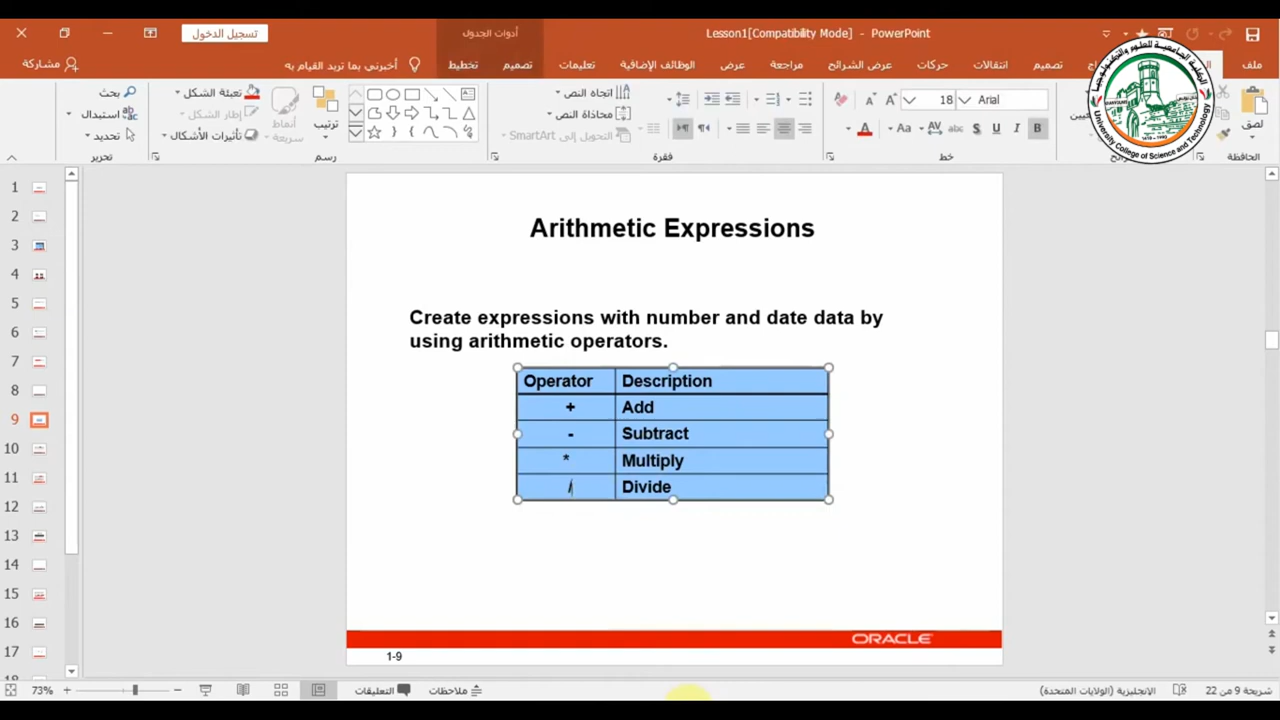 تسجيل الدخول
أدوات الجدول
Lesson1[Compatibility Mode] - PowerPoint
ملف
تصميم
انتقالات
حركات
عرض الشرائح
مراجعة
عرض
الوظائف الإضافية
تعليمات
تصميم
تخطيط
أخبرني بما تريد القيام به
مشاركة
لصق
الحافظة
Arial
18
B
I
U
S
abc
AV
Aa
A
خط
اتجاه النص
محاذاة النص
التحويل إلى SmartArt
فقرة
ترتيب
أنماط
سريعة
تعبئة الشكل
إطار الشكل
تأثيرات الأشكال
رسم
بحث
استبدال
تحديد
تحرير
University College of Science and Technology
1
2
3
4
5
6
7
8
9
10
11
12
13
14
15
16
17
Arithmetic Expressions
Create expressions with number and date data by
using arithmetic operators.
Operator Description
+ Add
- Subtract
* Multiply
/ Divide
ORACLE
1-9
شريحة 9 من 22
الإنجليزية (الولايات المتحدة)
ملاحظات
التعليقات
73%